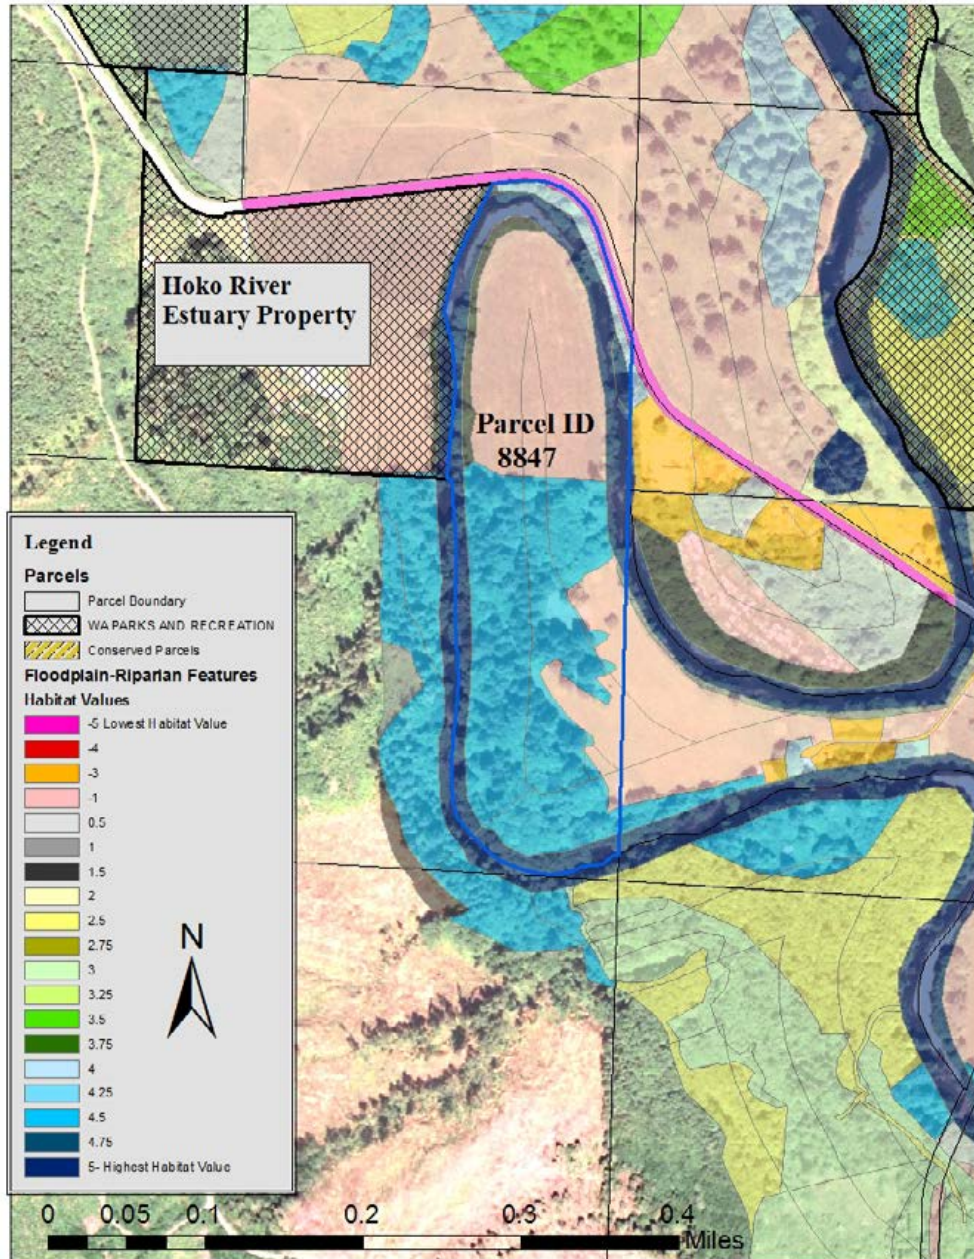 Hoko River
Estuary Property
Parcel ID
8847
Legend
Parcels
Parcel Boundary
WA PARKS AND RECREATION
Conserved Parcels
Floodplain-Riparian Features
Habitat Values
-5 Lowest Habitat Value
-4
-3
-1
0.5
1
1.5
2
2.5
2.75
3
3.25
3.5
3.75
4
4.25
4.5
4.75
5- Highest Habitat Value
N
0 0.05 0.1 0.2 0.3 0.4
Miles